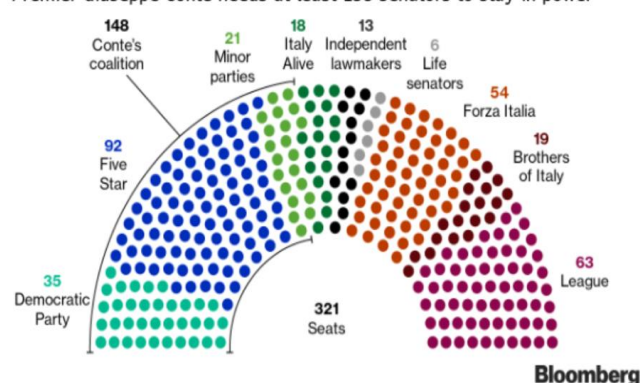 148
Conte's
coalition
21
Minor
parties
18
Italy
Alive
13
Independent
lawmakers
6
Life
senators
54
Forza Italia
19
Brothers
of Italy
92
Five
Star
35
Democratic
Party
63
League
321
Seats
Bloomberg